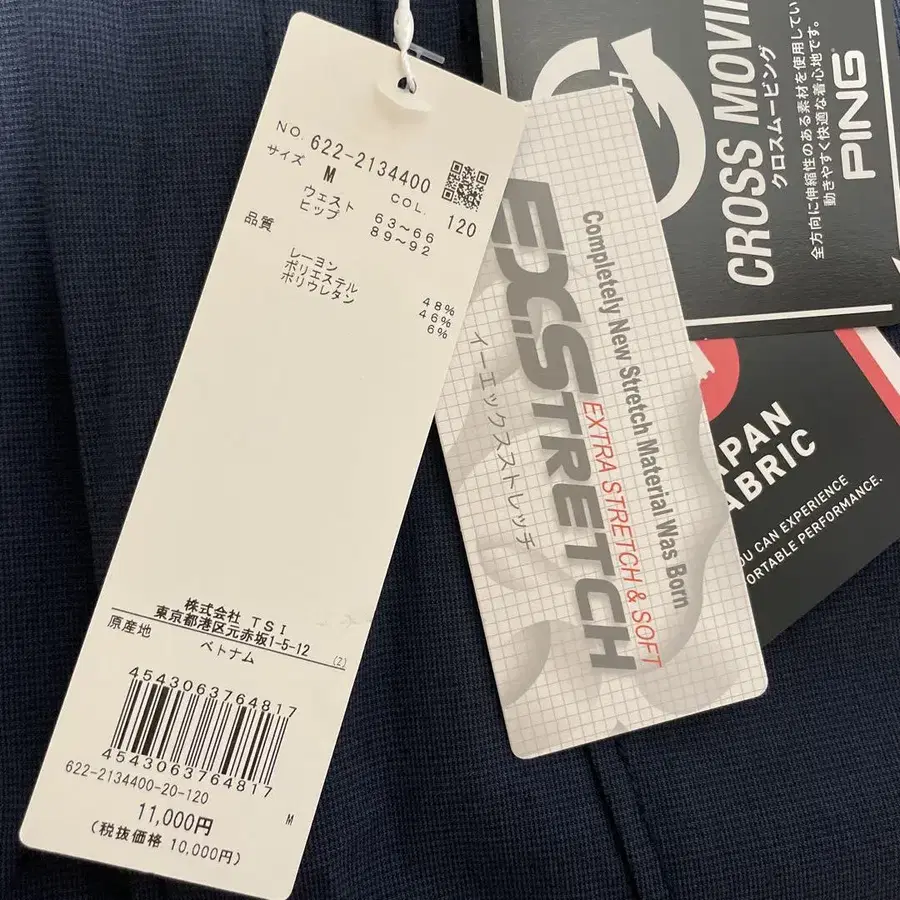 NO. 622-2134400
サイズ M COL. 120
ウエスト 63～66
ヒップ 89～92
品質
レーヨン 48%
ポリエステル 46%
ポリウレタン 6%
株式会社 TSI
東京都港区元赤坂1-5-12
原産地 ベトナム (2)
4543063764817
4543063764817
622-2134400-20-120 M
11,000円
(税抜価格 10,000円)
Completely New Stretch Material Was Born
EXSTRETCH
EXTRA STRETCH & SOFT
イーエックスストレッチ
CROSS MOVIN
クロスムービング
全方向に伸縮性のある素材を使用してい
動きやすく快適な着心地です。
PING
APAN
ABRIC
OU CAN EXPERIENCE
ORTABLE PERFORMANCE.